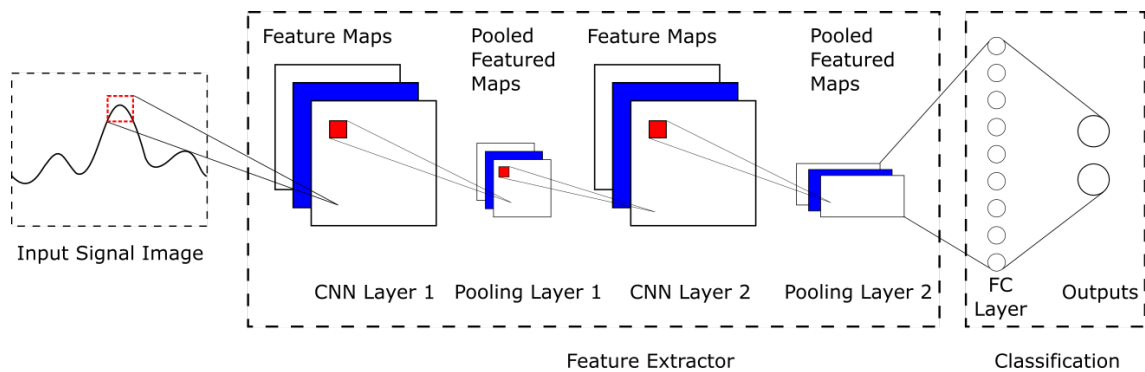 Feature Maps
Pooled
Featured
Maps
Feature Maps
Pooled
Featured
Maps
Input Signal Image
CNN Layer 1
Pooling Layer 1
CNN Layer 2
Pooling Layer 2
FC
Layer
Outputs
Feature Extractor
Classification